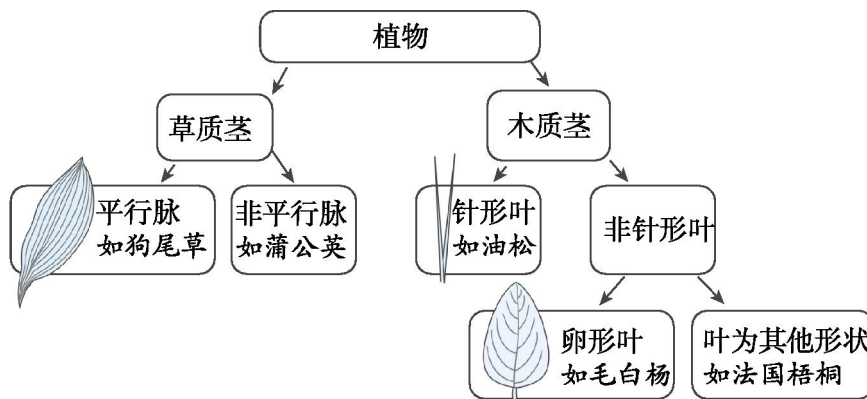 植物
草质茎
木质茎
平行脉
如狗尾草
非平行脉
如蒲公英
针形叶
如油松
非针形叶
卵形叶
如毛白杨
叶为其他形状
如法国梧桐